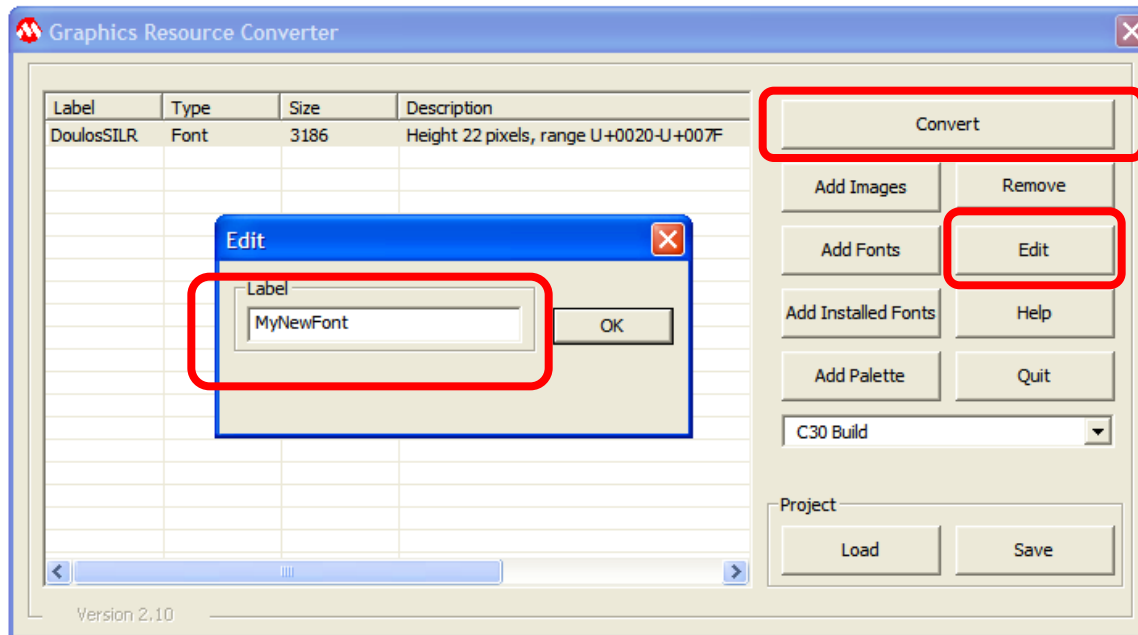 Graphics Resource Converter
Label Type Size Description
DoulosSILR Font 3186 Height 22 pixels, range U+0020-U+007F
Convert
Add Images Remove
Edit
Add Fonts Edit
Label
MyNewFont
OK
Add Installed Fonts Help
Add Palette Quit
C30 Build
Project
Load Save
Version 2.10